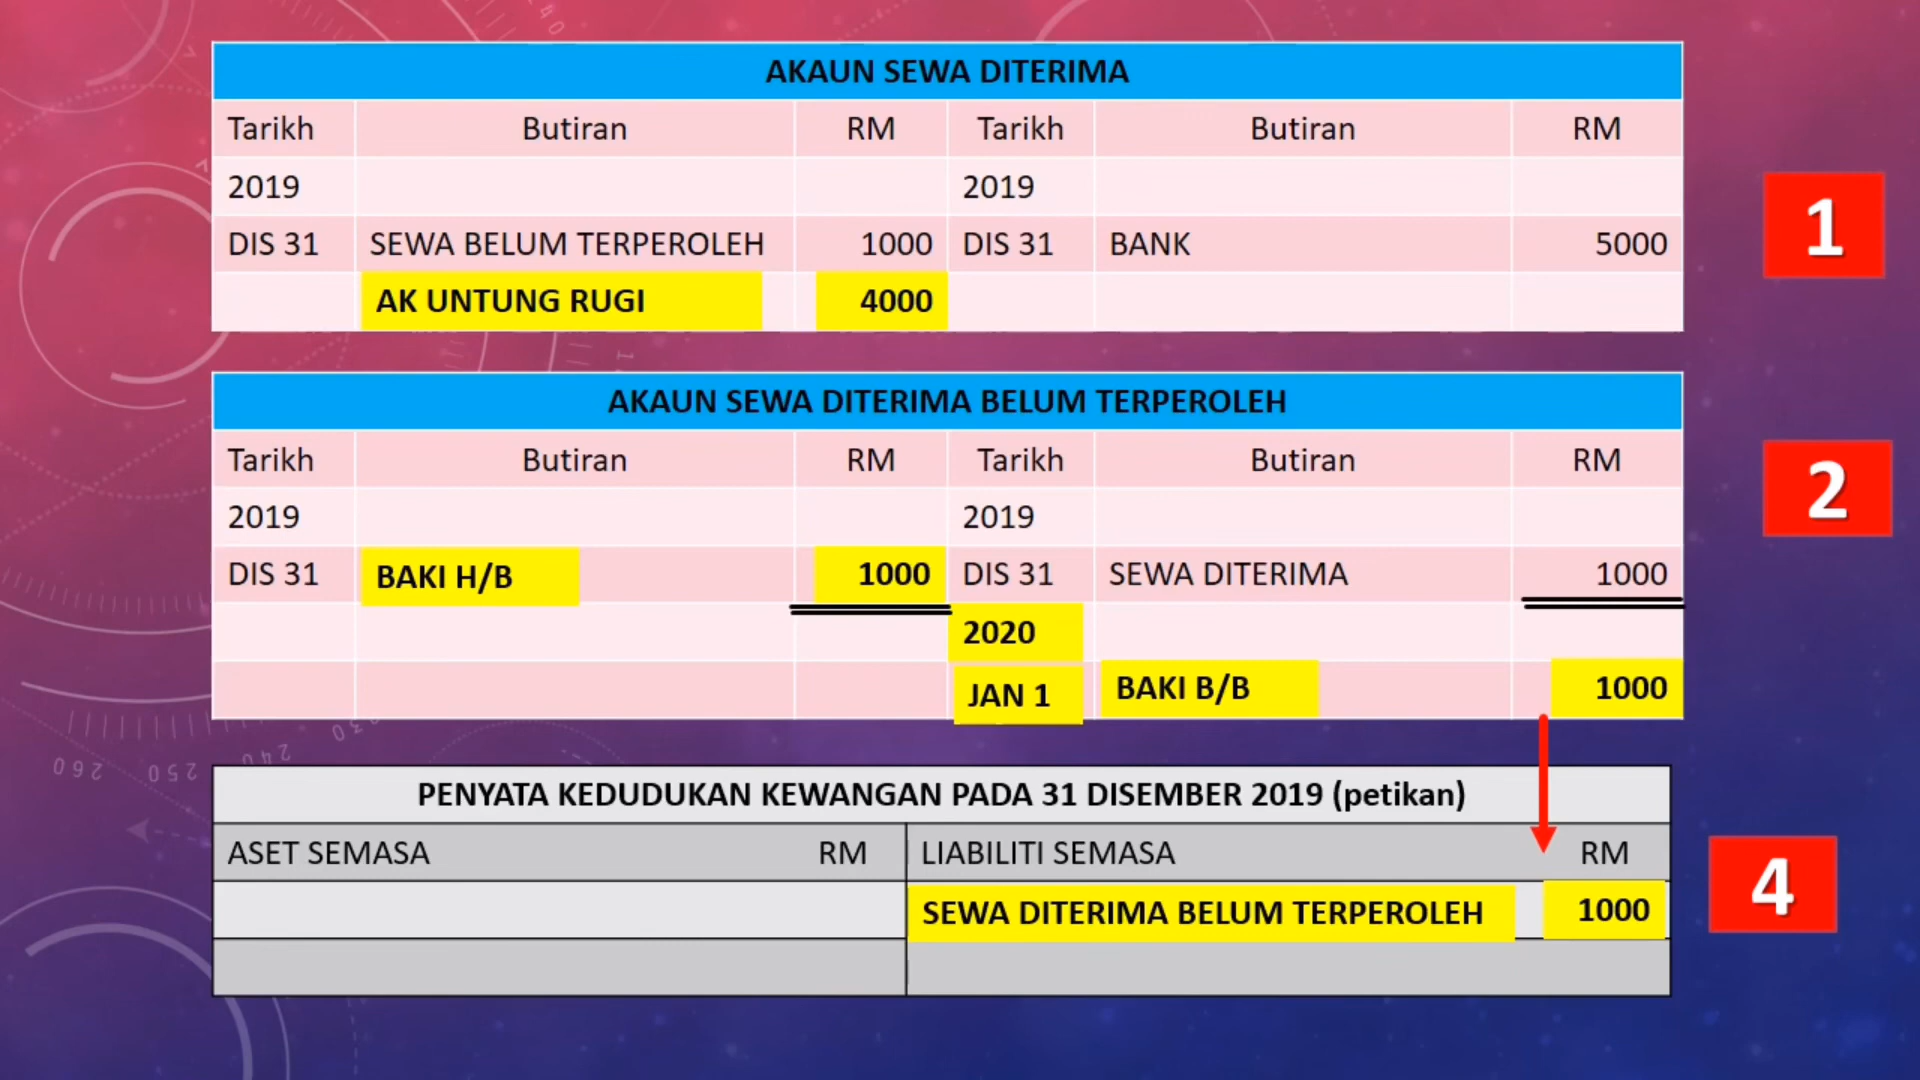 AKAUN SEWA DITERIMA
Tarikh Butiran RM Tarikh Butiran RM
2019 2019
DIS 31 SEWA BELUM TERPEROLEH 1000 DIS 31 BANK 5000
AK UNTUNG RUGI 4000
1
AKAUN SEWA DITERIMA BELUM TERPEROLEH
Tarikh Butiran RM Tarikh Butiran RM
2019 2019
DIS 31 BAKI H/B 1000 DIS 31 SEWA DITERIMA 1000
2020
JAN 1 BAKI B/B 1000
2
PENYATA KEDUDUKAN KEWANGAN PADA 31 DISEMBER 2019 (petikan)
ASET SEMASA RM LIABILITI SEMASA RM
SEWA DITERIMA BELUM TERPEROLEH 1000
4
260 250 240